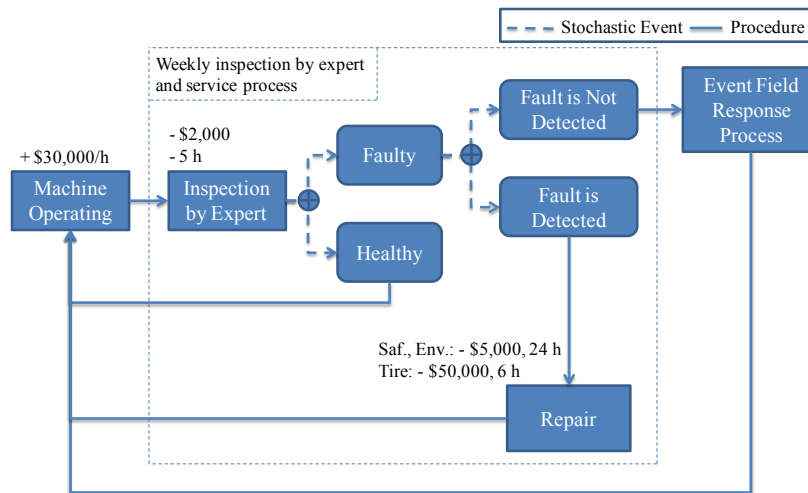 Stochastic Event
Procedure
Weekly inspection by expert
and service process
Fault is Not
Detected
Event Field
Response
Process
- $2,000
- 5 h
+ $30,000/h
Faulty
Machine
Operating
Inspection
by Expert
Fault is
Detected
Healthy
Saf., Env.: - $5,000, 24 h
Tire: - $50,000, 6 h
Repair